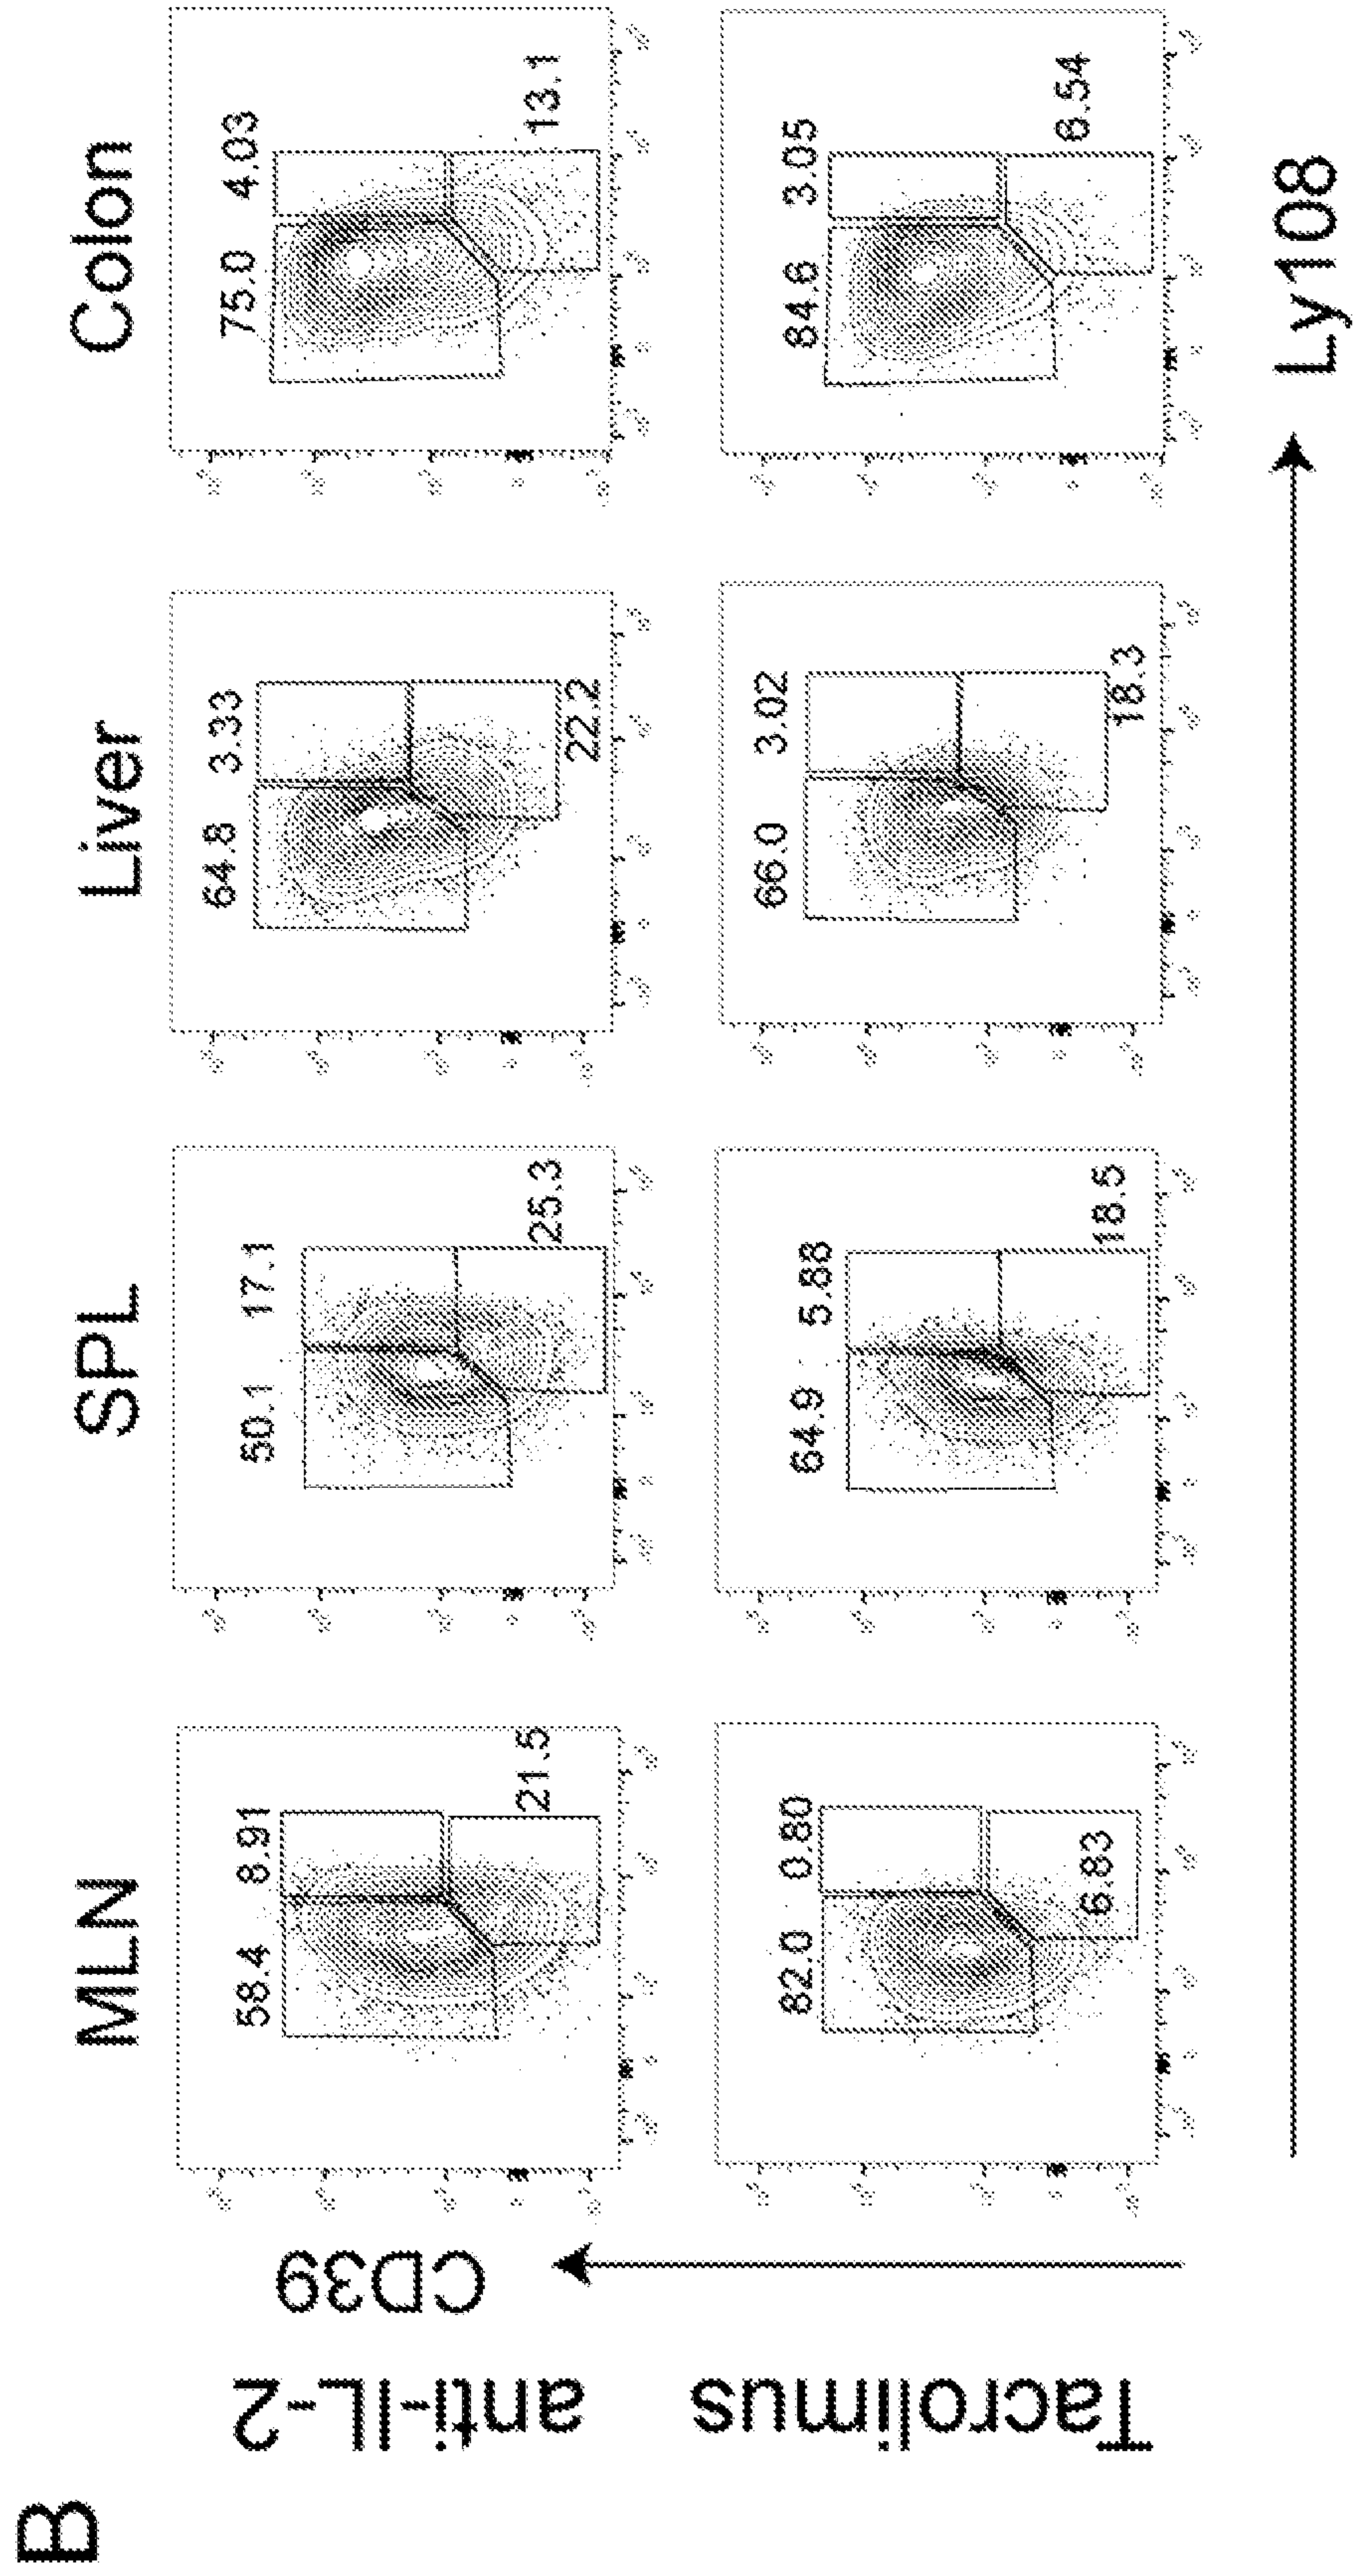 B
MLN SPL Liver Colon
anti-IL-2
58.4 8.91 21.5
50.1 17.1 25.3
64.8 3.33 22.2
75.0 4.03 13.1
CD39
Tacrolimus
82.0 0.80 6.83
64.9 5.88 18.5
66.0 3.02 18.3
84.6 3.05 8.54
Ly108